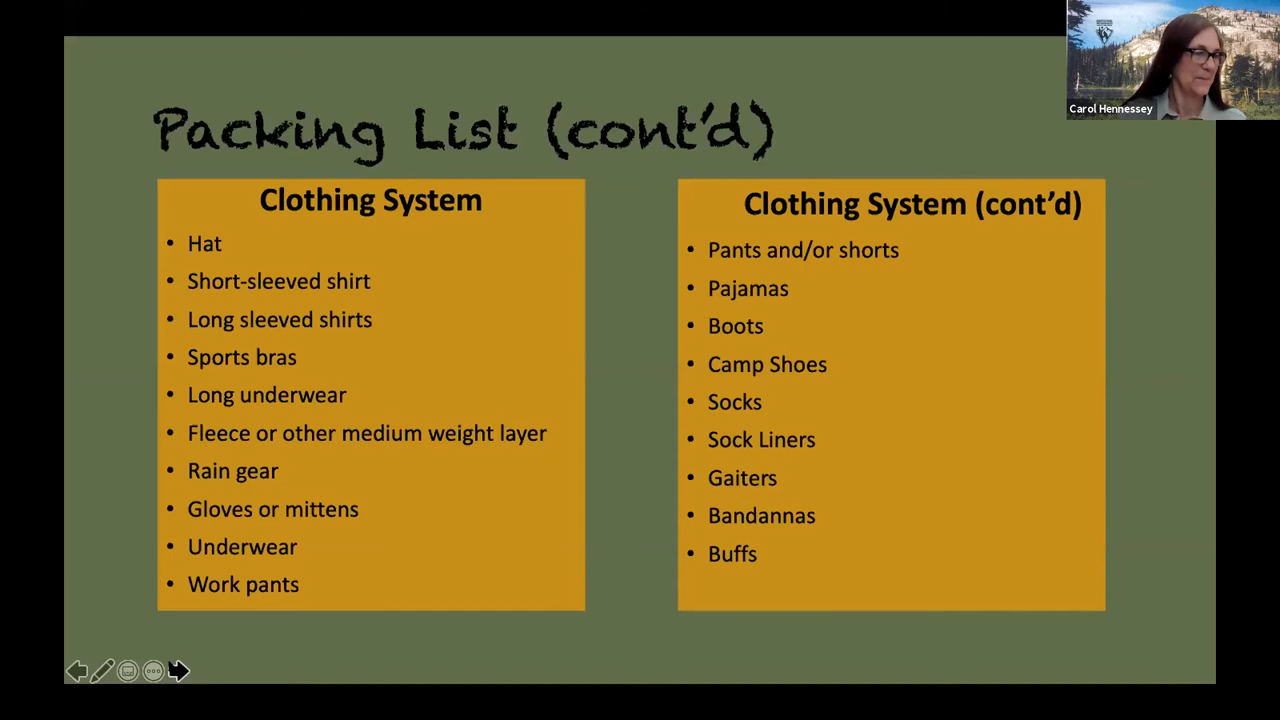 Carol Hennessey
Packing List (cont'd)
Clothing System
• Hat
• Short-sleeved shirt
• Long sleeved shirts
• Sports bras
• Long underwear
• Fleece or other medium weight layer
• Rain gear
• Gloves or mittens
• Underwear
• Work pants
Clothing System (cont'd)
• Pants and/or shorts
• Pajamas
• Boots
• Camp Shoes
• Socks
• Sock Liners
• Gaiters
• Bandannas
• Buffs